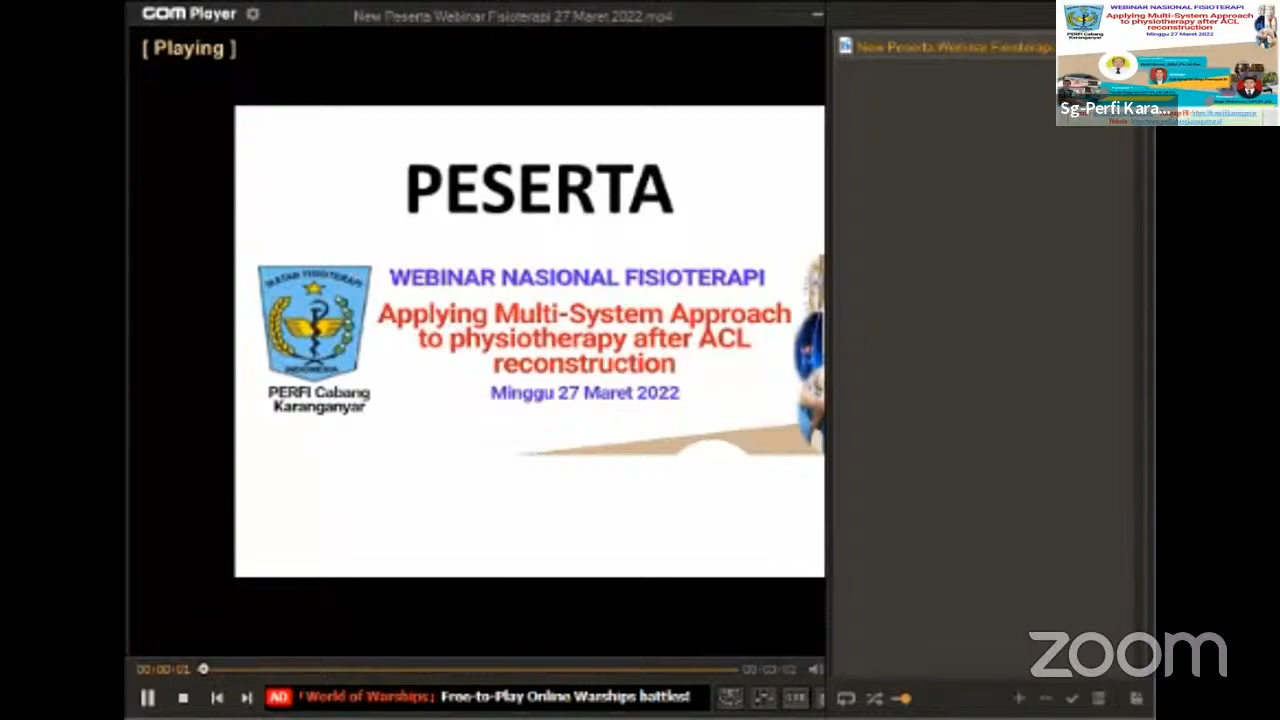 GOM Player
New Peserta Webinar Fisioterapi 27 Maret 2022.mp4
[ Playing ]
New Peserta Webinar Fisioterap
PESERTA
IKATAN FISIOTERAPI
INDONESIA
PERFI Cabang
Karanganyar
WEBINAR NASIONAL FISIOTERAPI
Applying Multi-System Approach
to physiotherapy after ACL
reconstruction
Minggu 27 Maret 2022
WEBINAR NASIONAL FISIOTERAPI
Applying Multi-System Approach
to physiotherapy after ACL
reconstruction
Minggu 27 Maret 2022
PERFI Cabang
Karanganyar
Sg-Perfi Kara...
00:00:01
AD
「World of Warships」 Free-to-Play Online Warships battles!
zoom